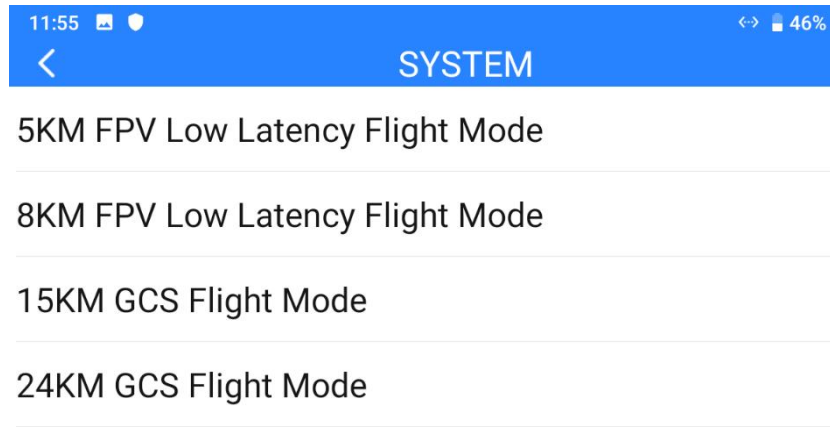 11:55 46%
SYSTEM
5KM FPV Low Latency Flight Mode
8KM FPV Low Latency Flight Mode
15KM GCS Flight Mode
24KM GCS Flight Mode